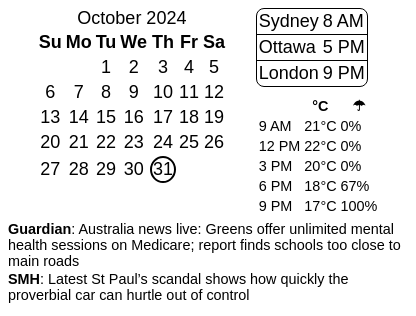 October 2024
Su Mo Tu We Th Fr Sa
1 2 3 4 5
6 7 8 9 10 11 12
13 14 15 16 17 18 19
20 21 22 23 24 25 26
27 28 29 30 31
Sydney 8 AM
Ottawa 5 PM
London 9 PM
°C ☂
9 AM 21°C 0%
12 PM 22°C 0%
3 PM 20°C 0%
6 PM 18°C 67%
9 PM 17°C 100%
Guardian: Australia news live: Greens offer unlimited mental
health sessions on Medicare; report finds schools too close to
main roads
SMH: Latest St Paul's scandal shows how quickly the
proverbial car can hurtle out of control